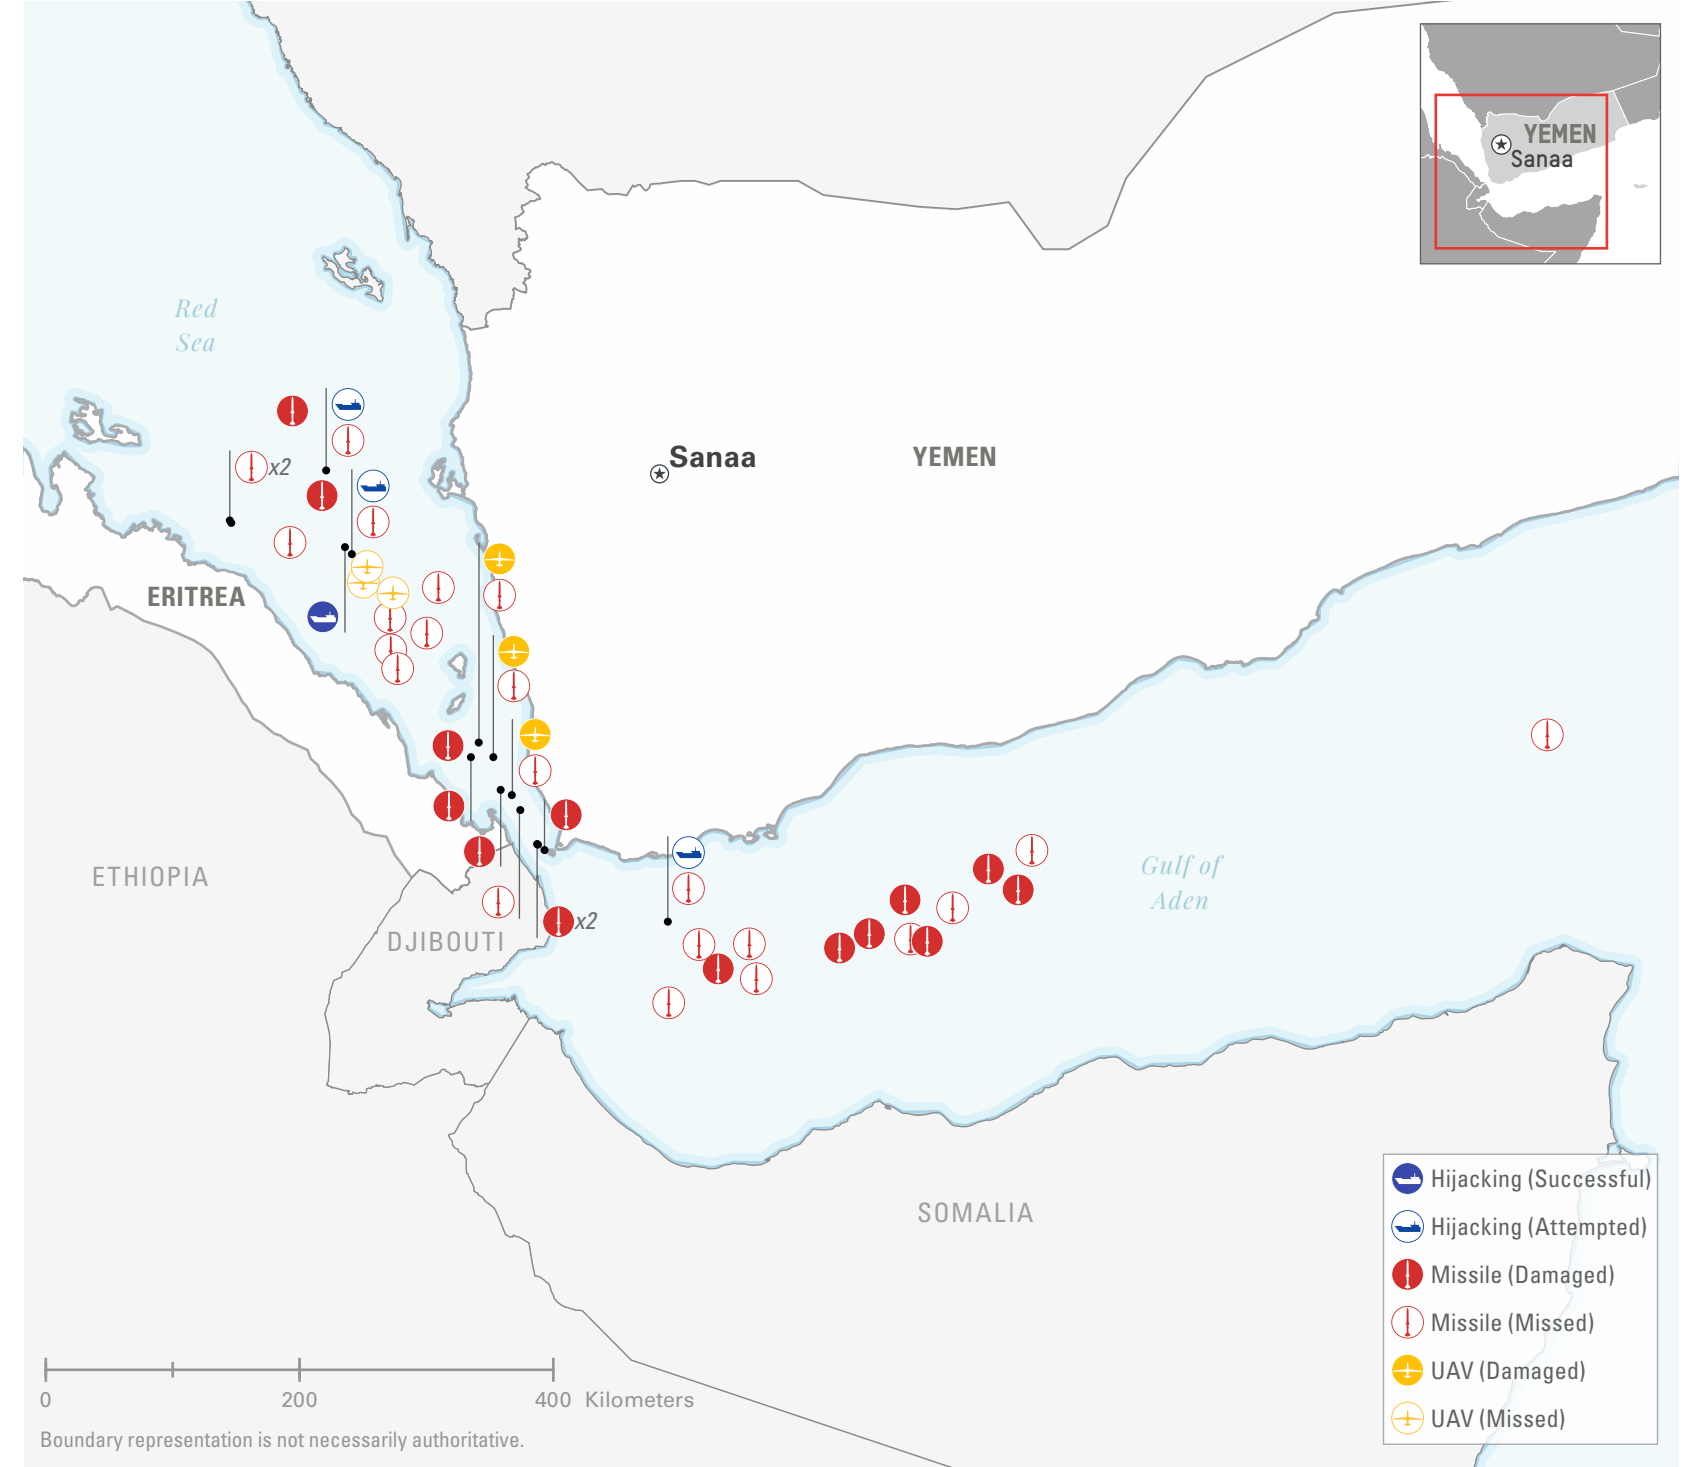 YEMEN
Sanaa
Red
Sea
Sanaa
YEMEN
x2
ERITREA
ETHIOPIA
Gulf of
Aden
x2
DJIBOUTI
SOMALIA
Hijacking (Successful)
Hijacking (Attempted)
Missile (Damaged)
Missile (Missed)
UAV (Damaged)
UAV (Missed)
0 200 400 Kilometers
Boundary representation is not necessarily authoritative.